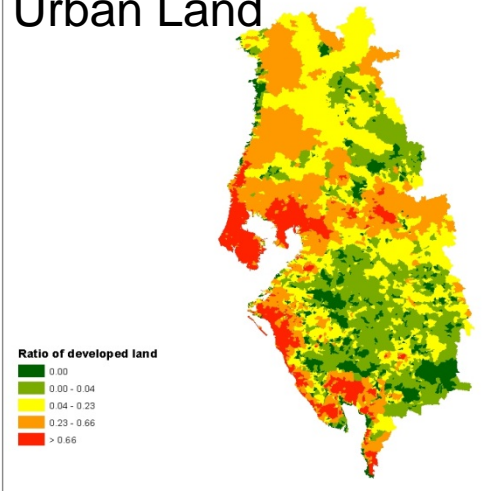 Urban Land
Ratio of developed land
0.00
0.00 - 0.04
0.04 - 0.23
0.23 - 0.66
> 0.66